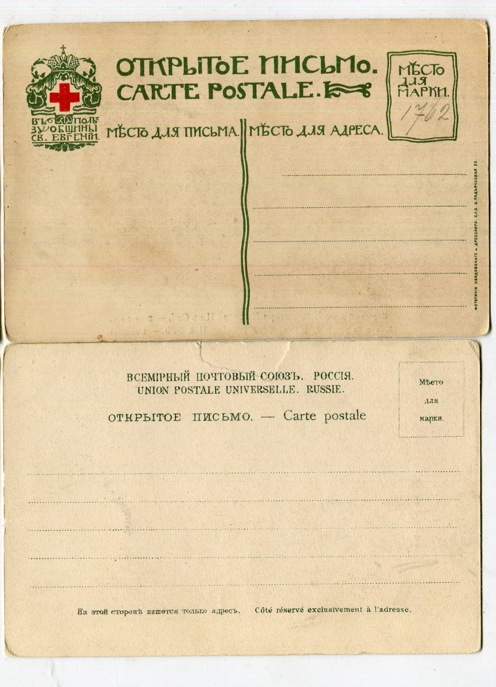 ОТКРЫТОЕ ПИСЬМО.
CARTE POSTALE.
МѢСТО
ДЛЯ
МАРКИ.
1762
ВЪ ПОЛЬ
ЗУ ОБЩИНЫ
СВ. ЕВГЕНІИ
МѢСТО ДЛЯ ПИСЬМА.
МѢСТО ДЛЯ АДРЕСА.
ВСЕМІРНЫЙ ПОЧТОВЫЙ СОЮЗЪ. РОССІЯ.
UNION POSTALE UNIVERSELLE. RUSSIE.
ОТКРЫТОЕ ПИСЬМО. — Carte postale
Мѣсто
для
марки.
На этой сторонѣ пишется только адресъ. Côté réservé exclusivement à l'adresse.